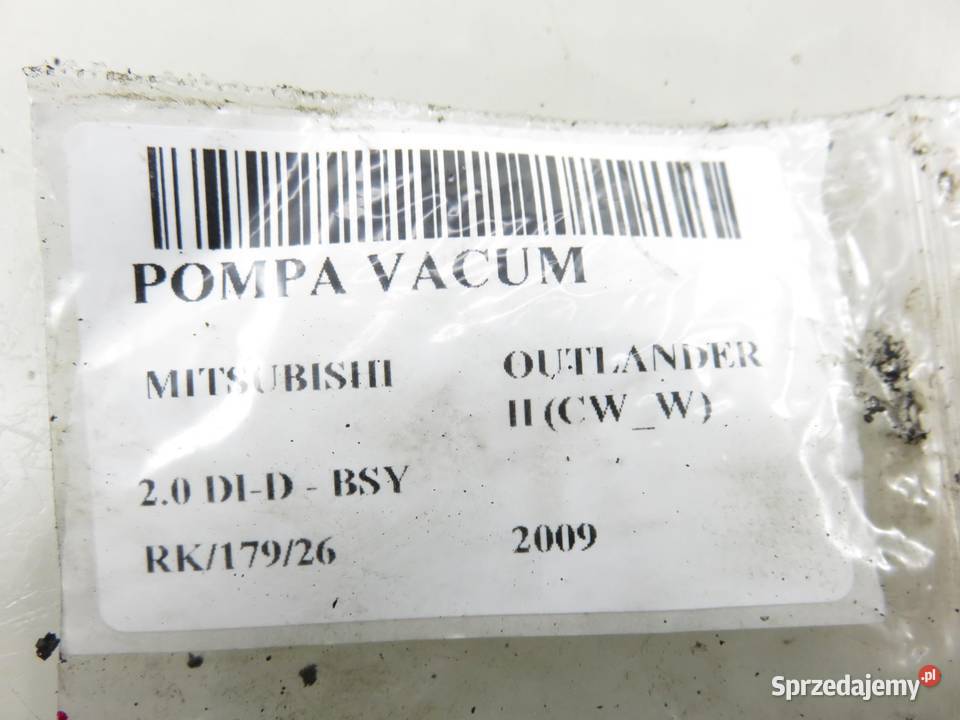 POMPA VACUM
MITSUBISHI
OUTLANDER
II (CW_W)
2.0 DI-D - BSY
RK/179/26
2009
Sprzedajemy.pl